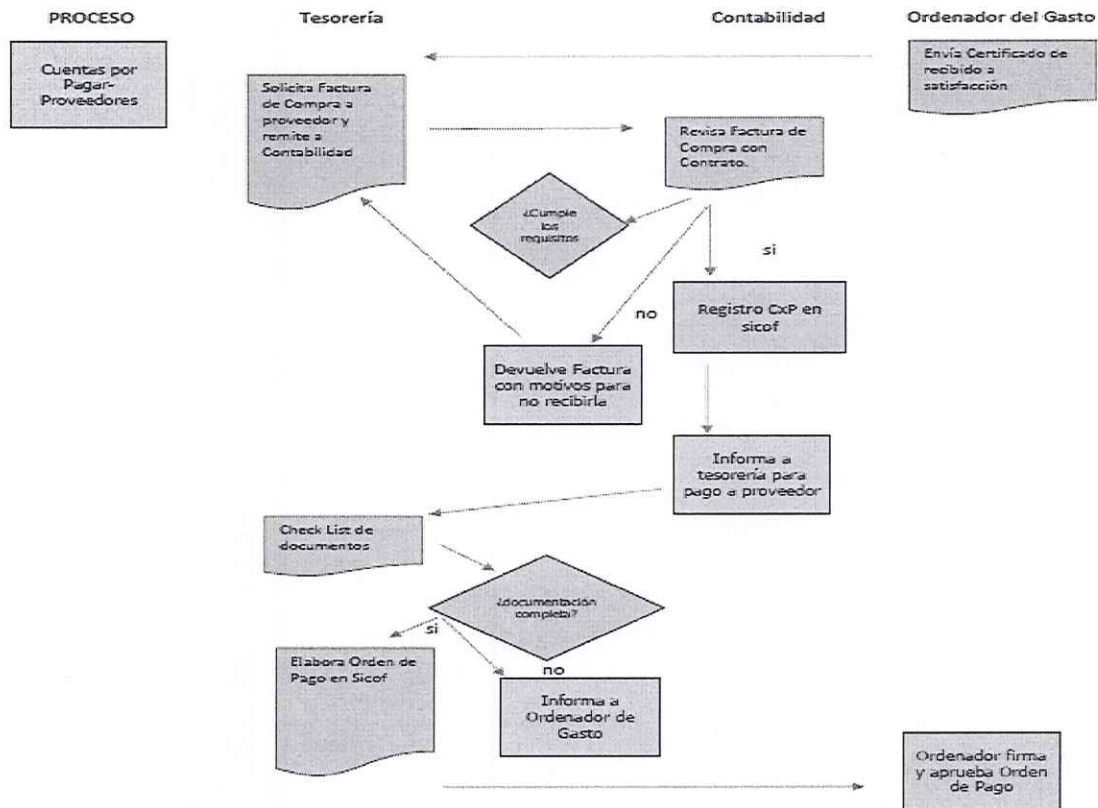 PROCESO
Tesorería
Contabilidad
Ordenador del Gasto
Cuentas por
Pagar-
Proveedores
Envía Certificado de
recibido a
satisfacción
Solicita Factura
de Compra a
proveedor y
remite a
Contabilidad
Revisa Factura de
Compra con
Contrato.
¿Cumple
los
requisitos
si
no
Registro CxP en
sicof
Devuelve Factura
con motivos para
no recibirla
Informa a
tesorería para
pago a proveedor
Check List de
documentos
¿documentación
completa?
si
no
Elabora Orden de
Pago en Sicof
Informa a
Ordenador de
Gasto
Ordenador firma
y aprueba Orden
de Pago